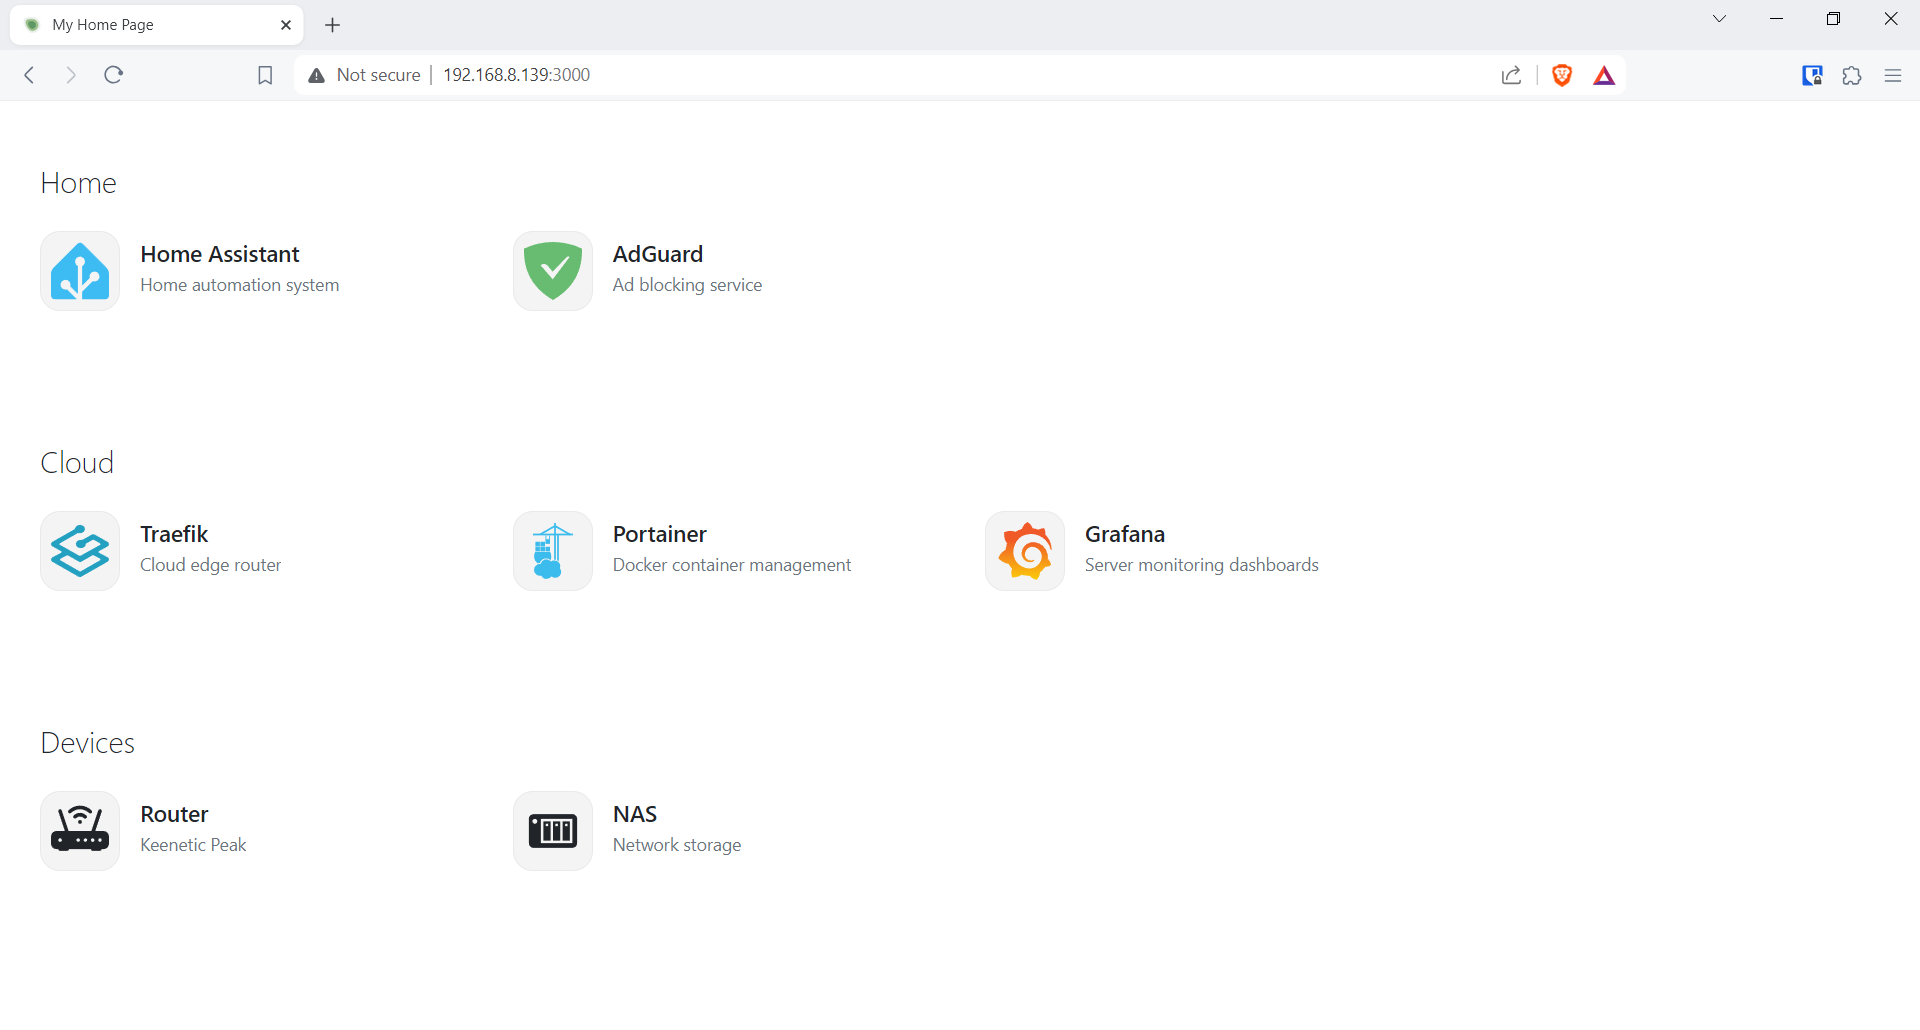 My Home Page
Not secure 192.168.8.139:3000
Home
Home Assistant
Home automation system
AdGuard
Ad blocking service
Cloud
Traefik
Cloud edge router
Portainer
Docker container management
Grafana
Server monitoring dashboards
Devices
Router
Keenetic Peak
NAS
Network storage